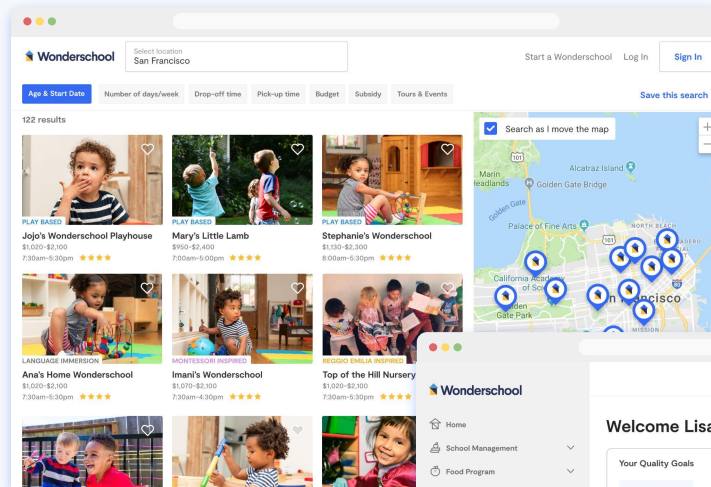 Wonderschool
Select location
San Francisco
Start a Wonderschool
Log In
Sign In
Age & Start Date
Number of days/week
Drop-off time
Pick-up time
Budget
Subsidy
Tours & Events
Save this search
122 results
PLAY BASED
Jojo's Wonderschool Playhouse
$1,020-$2,100
7:30am-5:30pm
PLAY BASED
Mary's Little Lamb
$950-$2,400
7:00am-5:00pm
PLAY BASED
Stephanie's Wonderschool
$1,130-$2,300
8:00am-5:30pm
LANGUAGE IMMERSION
Ana's Home Wonderschool
$1,020-$2,100
7:30am-5:30pm
MONTESSORI INSPIRED
Imani's Wonderschool
$1,070-$2,100
7:30am-4:30pm
REGGIO EMILIA INSPIRED
Top of the Hill Nursery
$1,020-$2,100
7:30am-5:30pm
Search as I move the map
101
Marin
Headlands
Alcatraz Island
Golden Gate Bridge
Golden Gate
Palace of Fine Arts
NORTH BEACH
101
California Academy
of Sc
Golden
Gate Park
80
n Francisco
MISSION
Wonderschool
Home
School Management
Food Program
Welcome Lisa
Your Quality Goals